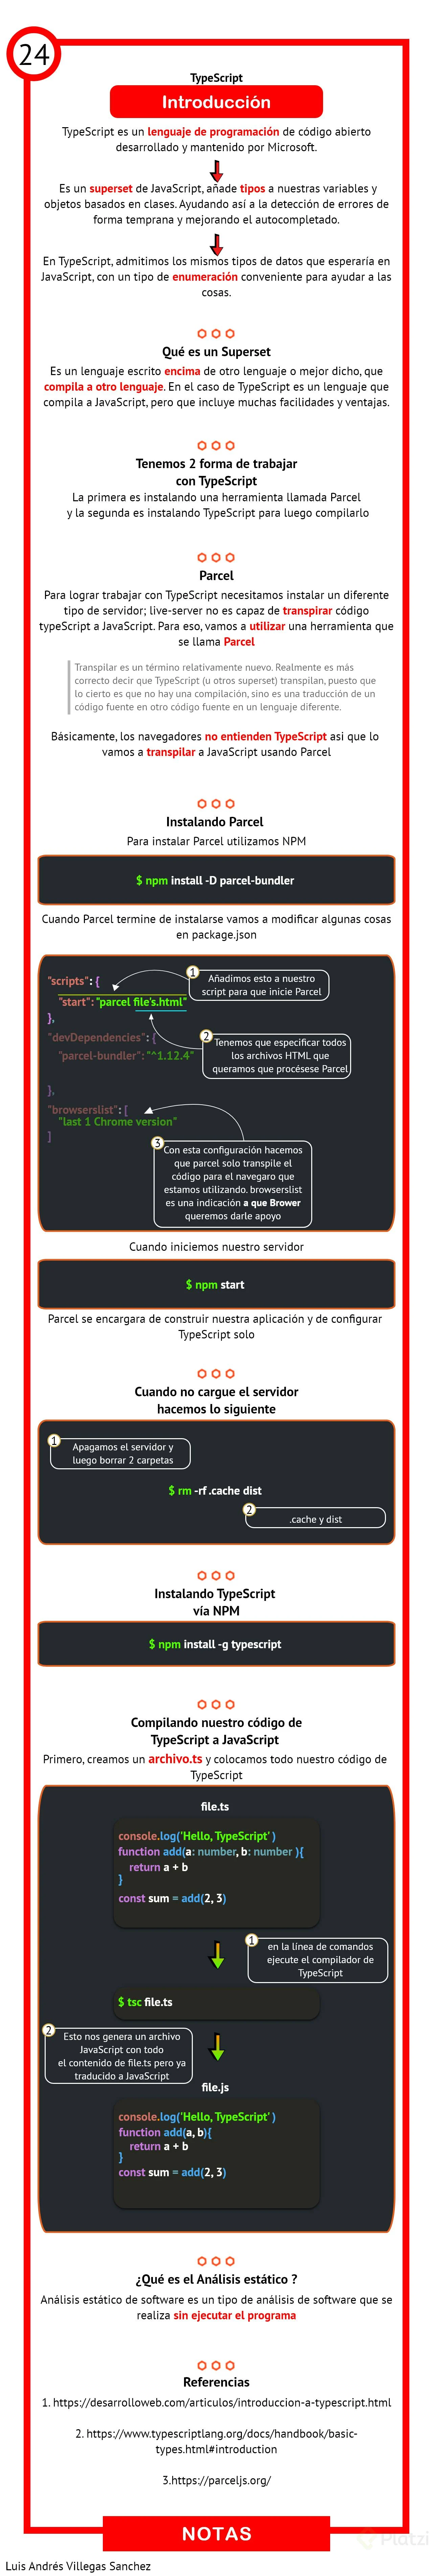 24
TypeScript
Introducción
TypeScript es un lenguaje de programación de código abierto
desarrollado y mantenido por Microsoft.
Es un superset de JavaScript, añade tipos a nuestras variables y
objetos basados en clases. Ayudando así a la detección de errores de
forma temprana y mejorando el autocompletado.
En TypeScript, admitimos los mismos tipos de datos que esperaría en
JavaScript, con un tipo de enumeración conveniente para ayudar a las
cosas.
Qué es un Superset
Es un lenguaje escrito encima de otro lenguaje o mejor dicho, que
compila a otro lenguaje. En el caso de TypeScript es un lenguaje que
compila a JavaScript, pero que incluye muchas facilidades y ventajas.
Tenemos 2 forma de trabajar
con TypeScript
La primera es instalando una herramienta llamada Parcel
y la segunda es instalando TypeScript para luego compilarlo
Parcel
Para lograr trabajar con TypeScript necesitamos instalar un diferente
tipo de servidor; live-server no es capaz de transpirar código
typeScript a JavaScript. Para eso, vamos a utilizar una herramienta que
se llama Parcel
Transpilar es un término relativamente nuevo. Realmente es más
correcto decir que TypeScript (u otros superset) transpilan, puesto que
lo cierto es que no hay una compilación, sino es una traducción de un
código fuente en otro código fuente en un lenguaje diferente.
Básicamente, los navegadores no entienden TypeScript asi que lo
vamos a transpilar a JavaScript usando Parcel
Instalando Parcel
Para instalar Parcel utilizamos NPM
$ npm install -D parcel-bundler
Cuando Parcel termine de instalarse vamos a modificar algunas cosas
en package.json
1
Añadimos esto a nuestro
script para que inicie Parcel
"scripts": {
"start": "parcel file's.html"
},
2
Tenemos que especificar todos
los archivos HTML que
queramos que procésese Parcel
"devDependencies": {
"parcel-bundler": "^1.12.4"
},
"browserslist": [
"last 1 Chrome version"
]
3
Con esta configuración hacemos
que parcel solo transpile el
código para el navegaro que
estamos utilizando. browserslist
es una indicación a que Brower
queremos darle apoyo
Cuando iniciemos nuestro servidor
$ npm start
Parcel se encargara de construir nuestra aplicación y de configurar
TypeScript solo
Cuando no cargue el servidor
hacemos lo siguiente
1
Apagamos el servidor y
luego borrar 2 carpetas
$ rm -rf .cache dist
2
.cache y dist
Instalando TypeScript
vía NPM
$ npm install -g typescript
Compilando nuestro código de
TypeScript a JavaScript
Primero, creamos un archivo.ts y colocamos todo nuestro código de
TypeScript
file.ts
console.log('Hello, TypeScript' )
function add(a: number, b: number ){
return a + b
}
const sum = add(2, 3)
1
en la línea de comandos
ejecute el compilador de
TypeScript
$ tsc file.ts
2
Esto nos genera un archivo
JavaScript con todo
el contenido de file.ts pero ya
traducido a JavaScript
file.js
console.log('Hello, TypeScript' )
function add(a, b){
return a + b
}
const sum = add(2, 3)
¿Qué es el Análisis estático ?
Análisis estático de software es un tipo de análisis de software que se
realiza sin ejecutar el programa
Referencias
1. https://desarrolloweb.com/articulos/introduccion-a-typescript.html
2. https://www.typescriptlang.org/docs/handbook/basic-
types.html#introduction
3.https://parceljs.org/
NOTAS
Platzi
Luis Andrés Villegas Sanchez